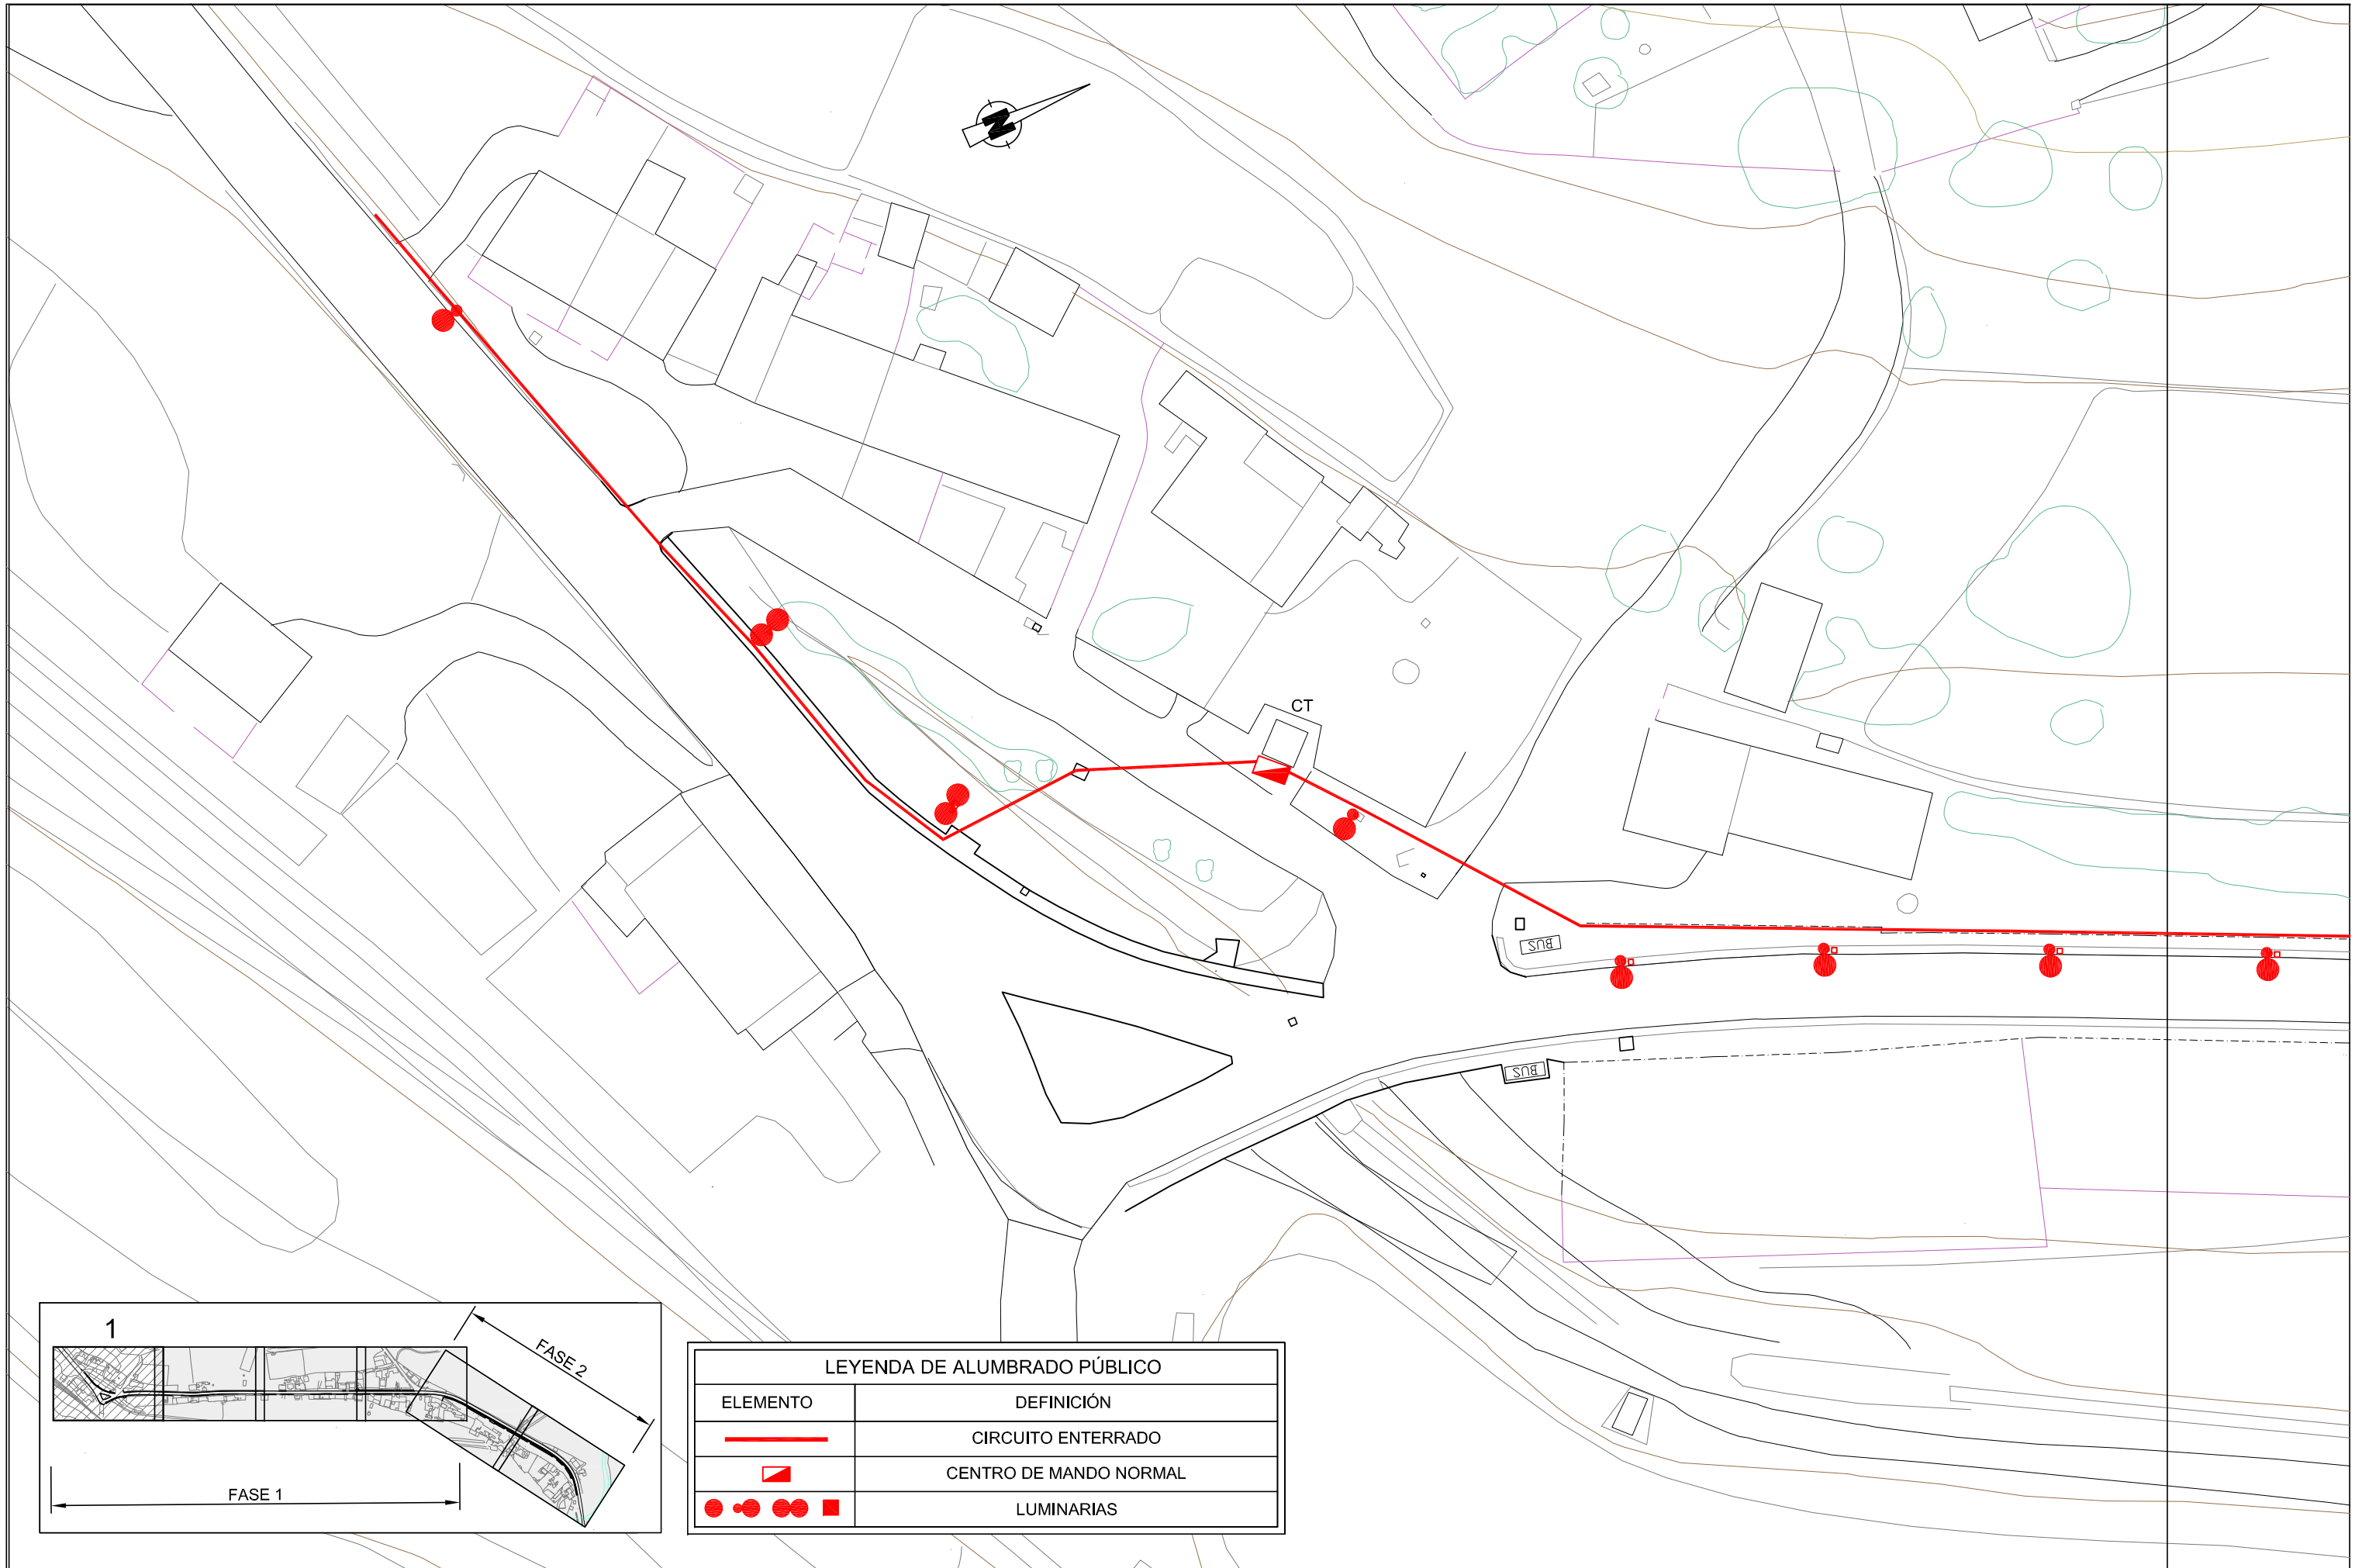 N
CT
BUS
BUS
1
FASE 2
FASE 1
LEYENDA DE ALUMBRADO PÚBLICO
ELEMENTO DEFINICIÓN
CIRCUITO ENTERRADO
CENTRO DE MANDO NORMAL
LUMINARIAS